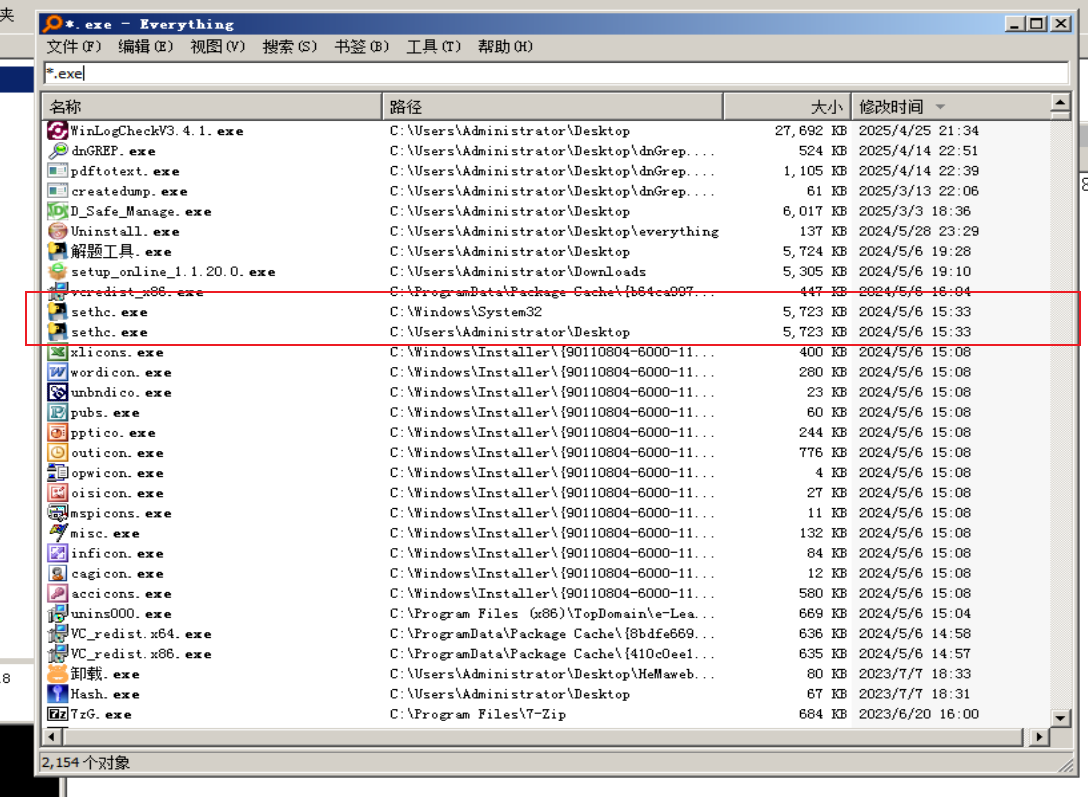 夹
*.exe - Everything
文件(F) 编辑(E) 视图(V) 搜索(S) 书签(B) 工具(T) 帮助(H)
*.exe
名称 路径 大小 修改时间
WinLogCheckV3.4.1.exe C:\Users\Administrator\Desktop 27,692 KB 2025/4/25 21:34
dnGREP.exe C:\Users\Administrator\Desktop\dnGrep.... 524 KB 2025/4/14 22:51
pdftotext.exe C:\Users\Administrator\Desktop\dnGrep.... 1,105 KB 2025/4/14 22:39
createdump.exe C:\Users\Administrator\Desktop\dnGrep.... 61 KB 2025/3/13 22:06
D_Safe_Manage.exe C:\Users\Administrator\Desktop 6,017 KB 2025/3/3 18:36
Uninstall.exe C:\Users\Administrator\Desktop\everything 137 KB 2024/5/28 23:29
解题工具.exe C:\Users\Administrator\Desktop 5,724 KB 2024/5/6 19:28
setup_online_1.1.20.0.exe C:\Users\Administrator\Downloads 5,305 KB 2024/5/6 19:10
vcredist_x86.exe C:\ProgramData\Package Cache\{b64ca997... 447 KB 2024/5/6 16:04
sethc.exe C:\Windows\System32 5,723 KB 2024/5/6 15:33
sethc.exe C:\Users\Administrator\Desktop 5,723 KB 2024/5/6 15:33
xlicons.exe C:\Windows\Installer\{90110804-6000-11... 400 KB 2024/5/6 15:08
wordicon.exe C:\Windows\Installer\{90110804-6000-11... 280 KB 2024/5/6 15:08
unbndico.exe C:\Windows\Installer\{90110804-6000-11... 23 KB 2024/5/6 15:08
pubs.exe C:\Windows\Installer\{90110804-6000-11... 60 KB 2024/5/6 15:08
pptico.exe C:\Windows\Installer\{90110804-6000-11... 244 KB 2024/5/6 15:08
outicon.exe C:\Windows\Installer\{90110804-6000-11... 776 KB 2024/5/6 15:08
opwicon.exe C:\Windows\Installer\{90110804-6000-11... 4 KB 2024/5/6 15:08
oisicon.exe C:\Windows\Installer\{90110804-6000-11... 27 KB 2024/5/6 15:08
mspicons.exe C:\Windows\Installer\{90110804-6000-11... 11 KB 2024/5/6 15:08
misc.exe C:\Windows\Installer\{90110804-6000-11... 132 KB 2024/5/6 15:08
inficon.exe C:\Windows\Installer\{90110804-6000-11... 84 KB 2024/5/6 15:08
cagicon.exe C:\Windows\Installer\{90110804-6000-11... 12 KB 2024/5/6 15:08
accicons.exe C:\Windows\Installer\{90110804-6000-11... 580 KB 2024/5/6 15:08
unins000.exe C:\Program Files (x86)\TopDomain\e-Lea... 669 KB 2024/5/6 15:04
VC_redist.x64.exe C:\ProgramData\Package Cache\{8bdfe669... 636 KB 2024/5/6 14:58
VC_redist.x86.exe C:\ProgramData\Package Cache\{410c0ee1... 635 KB 2024/5/6 14:57
卸载.exe C:\Users\Administrator\Desktop\HeMaweb... 80 KB 2023/7/7 18:33
Hash.exe C:\Users\Administrator\Desktop 67 KB 2023/7/7 18:31
7zG.exe C:\Program Files\7-Zip 684 KB 2023/6/20 16:00
2,154 个对象